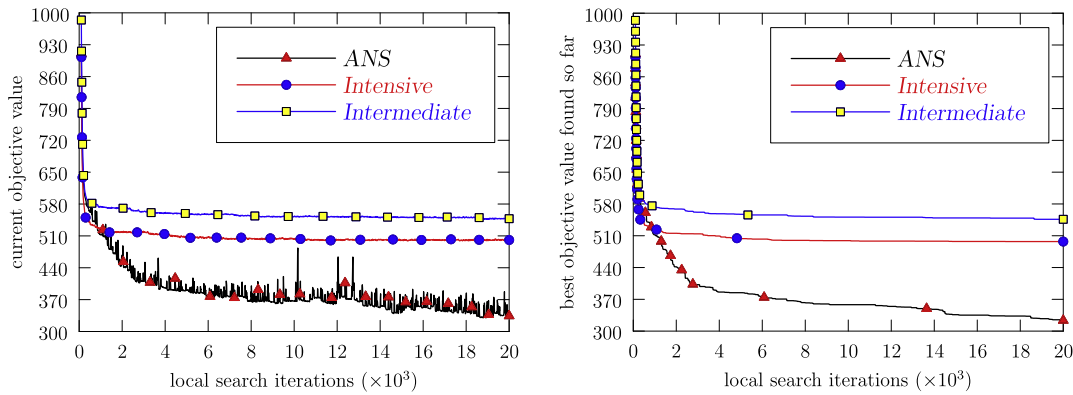 current objective value
1000
930
860
790
720
650
580
510
440
370
300
ANS
Intensive
Intermediate
0 2 4 6 8 10 12 14 16 18 20
local search iterations (×10³)
best objective value found so far
1000
930
860
790
720
650
580
510
440
370
300
ANS
Intensive
Intermediate
0 2 4 6 8 10 12 14 16 18 20
local search iterations (×10³)